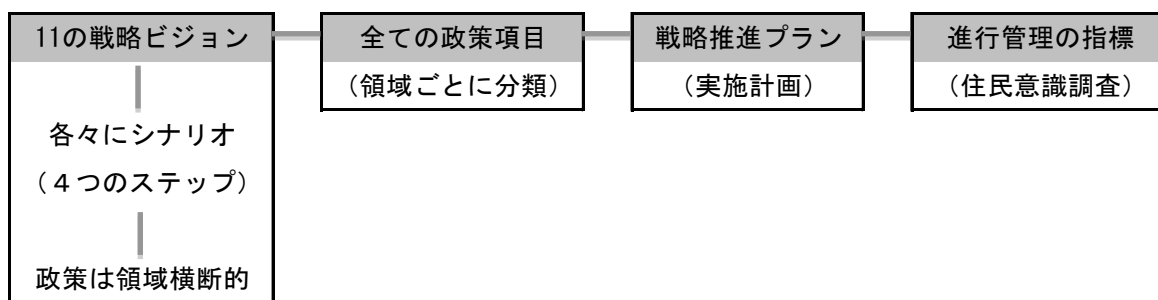 11の戦略ビジョン
各々にシナリオ
(４つのステップ)
政策は領域横断的
全ての政策項目
(領域ごとに分類)
戦略推進プラン
(実施計画)
進行管理の指標
(住民意識調査)